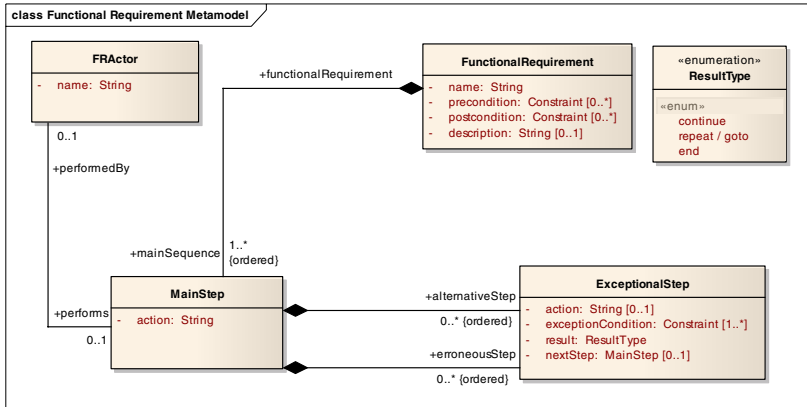 class Functional Requirement Metamodel
FRActor
- name: String
FunctionalRequirement
- name: String
- precondition: Constraint [0..*]
- postcondition: Constraint [0..*]
- description: String [0..1]
«enumeration»
ResultType
«enum»
continue
repeat / goto
end
+functionalRequirement
0..1
+performedBy
+mainSequence
1..*
{ordered}
MainStep
- action: String
+performs
0..1
+alternativeStep
0..* {ordered}
+erroneousStep
0..* {ordered}
ExceptionalStep
- action: String [0..1]
- exceptionCondition: Constraint [1..*]
- result: ResultType
- nextStep: MainStep [0..1]